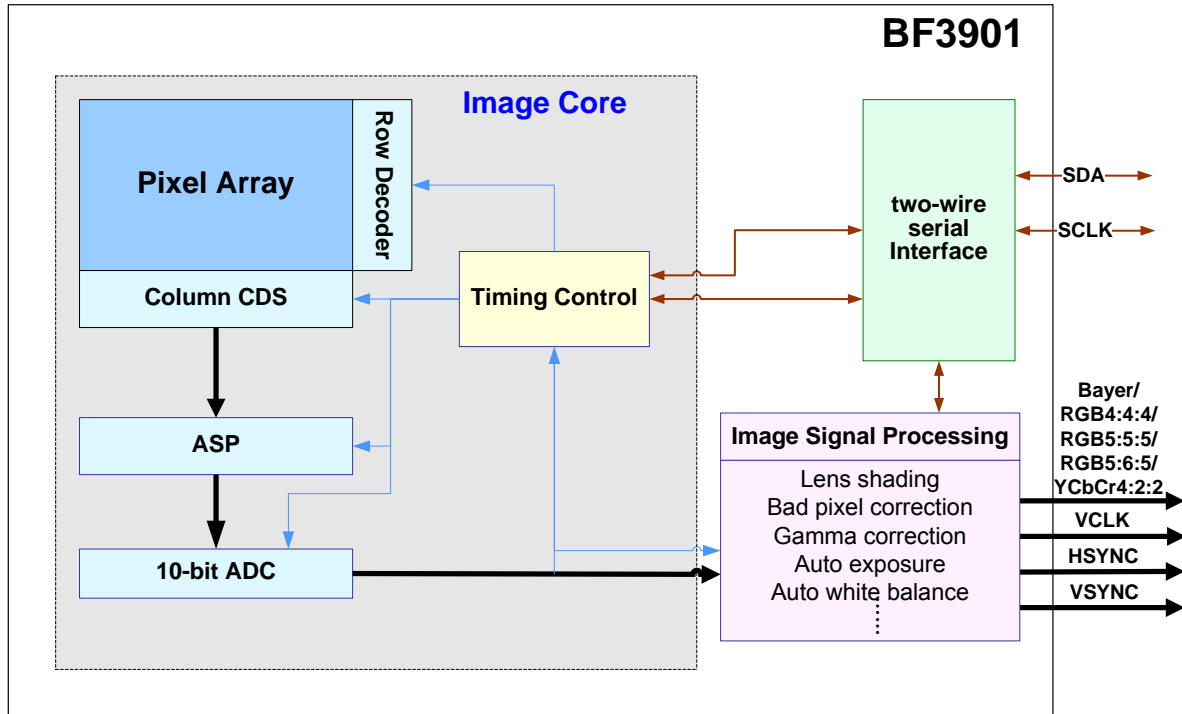 BF3901
Image Core
Pixel Array
Row Decoder
Column CDS
Timing Control
two-wire
serial
Interface
SDA
SCLK
ASP
10-bit ADC
Image Signal Processing
Lens shading
Bad pixel correction
Gamma correction
Auto exposure
Auto white balance
Bayer/
RGB4:4:4/
RGB5:5:5/
RGB5:6:5/
YCbCr4:2:2
VCLK
HSYNC
VSYNC